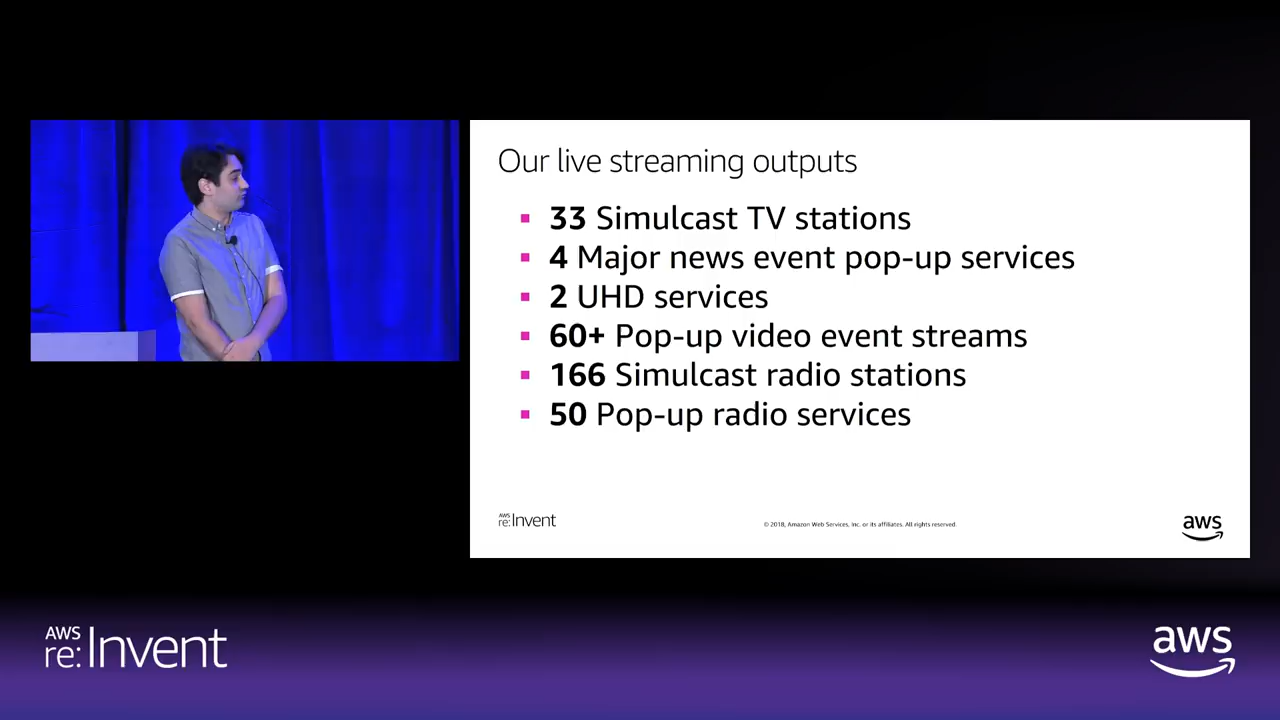 Our live streaming outputs
33 Simulcast TV stations
4 Major news event pop-up services
2 UHD services
60+ Pop-up video event streams
166 Simulcast radio stations
50 Pop-up radio services
AWS
re:Invent
© 2018, Amazon Web Services, Inc. or its affiliates. All rights reserved.
aws
AWS
re:Invent
aws